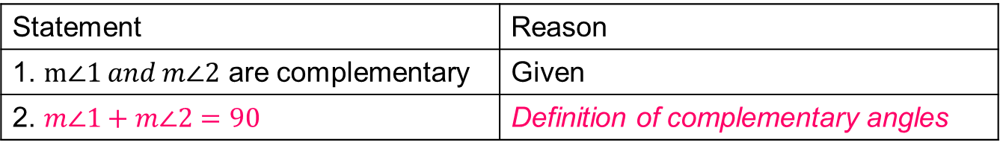 Statement Reason
1. m∠1 and m∠2 are complementary Given
2. m∠1 + m∠2 = 90 Definition of complementary angles